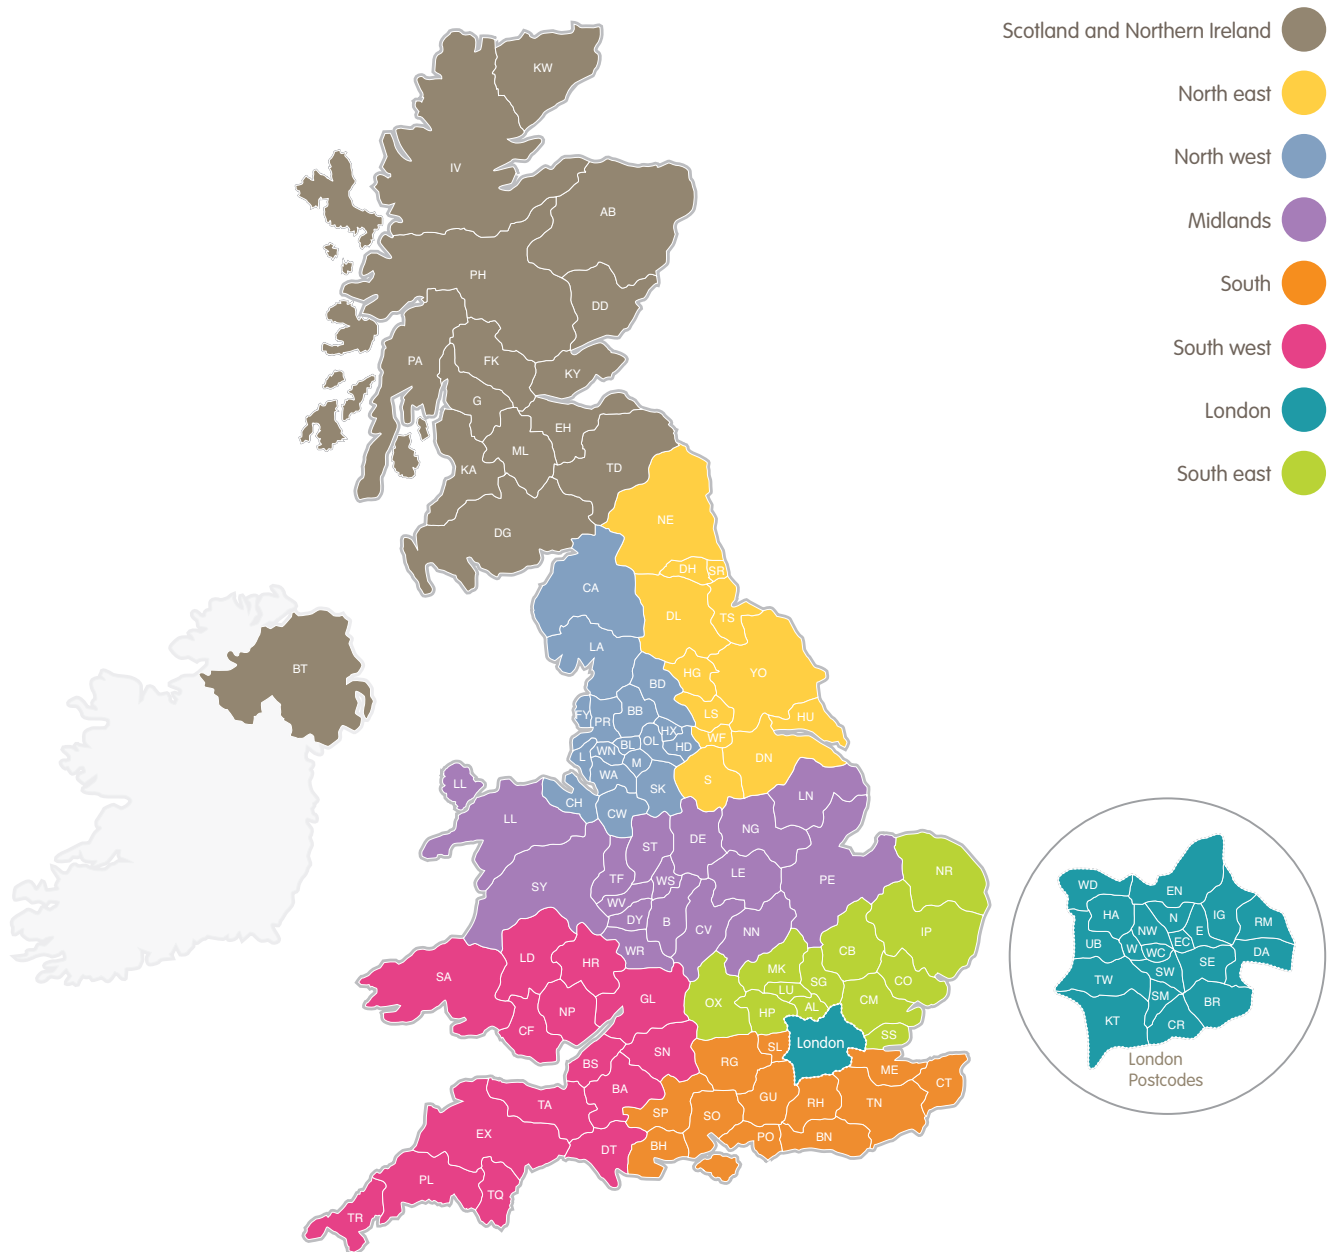 Scotland and Northern Ireland
North east
North west
Midlands
South
South west
London
South east
KW
IV
AB
PH
DD
PA
FK
KY
G
EH
ML
KA
TD
DG
NE
DH
SR
CA
DL
TS
LA
BT
HG
YO
BD
FY
PR
BB
LS
HU
HX
OL
WF
HD
BL
WN
L
M
DN
WA
S
SK
LL
CH
CW
LN
LL
ST
DE
NG
TF
WS
LE
PE
SY
WV
DY
B
CV
NN
WR
NR
IP
CB
LD
HR
SA
MK
SG
CO
LU
GL
OX
HP
AL
CM
NP
CF
SS
London
SL
SN
RG
BS
ME
CT
BA
GU
RH
TN
TA
SP
SO
EX
PO
BN
DT
BH
PL
TQ
TR
WD
EN
HA
N
IG
RM
NW
E
UB
W
WC
EC
DA
SE
SW
TW
SM
BR
KT
CR
London
Postcodes